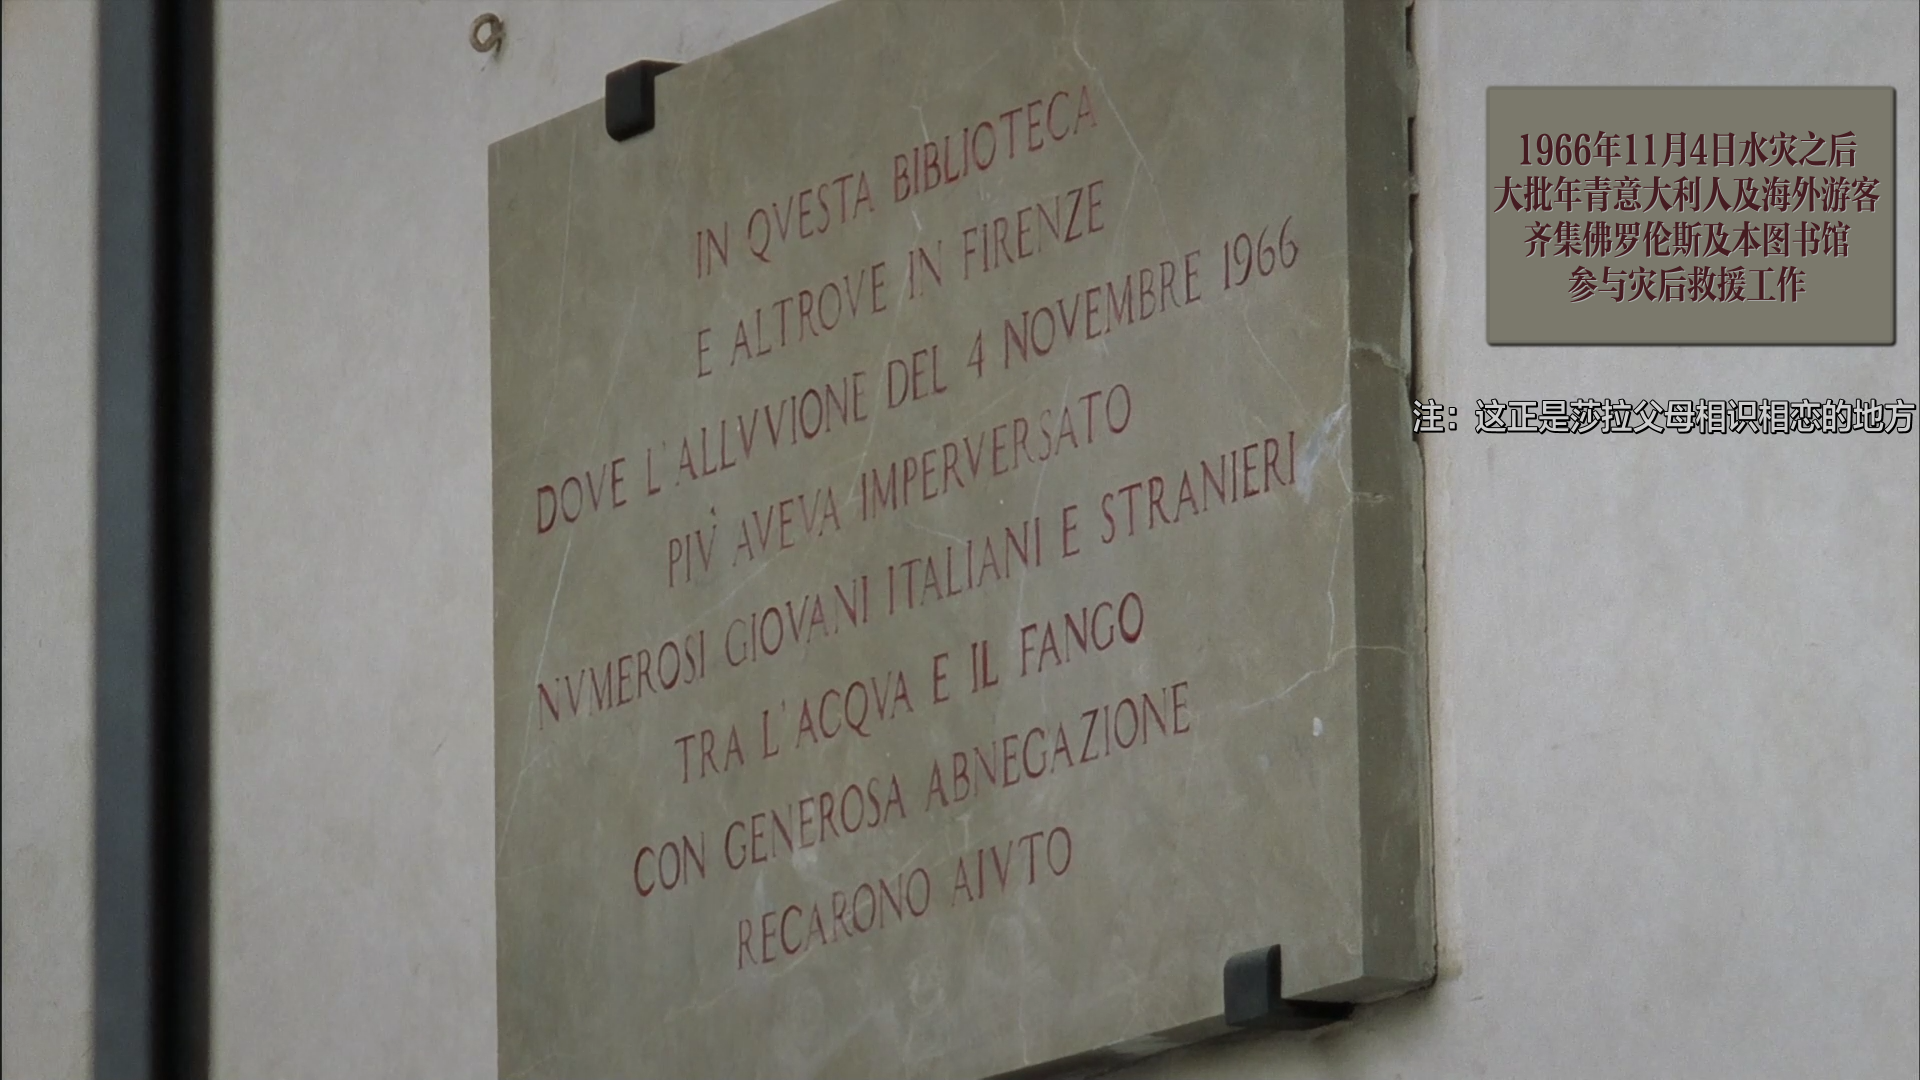 IN QVESTA BIBLIOTECA
E ALTROVE IN FIRENZE
DOVE L'ALLVVIONE DEL 4 NOVEMBRE 1966
PIV̀ AVEVA IMPERVERSATO
NVMEROSI GIOVANI ITALIANI E STRANIERI
TRA L'ACQVA E IL FANGO
CON GENEROSA ABNEGAZIONE
RECARONO AIVTO
1966年11月4日水灾之后
大批年青意大利人及海外游客
齐集佛罗伦斯及本图书馆
参与灾后救援工作
注：这正是莎拉父母相识相恋的地方